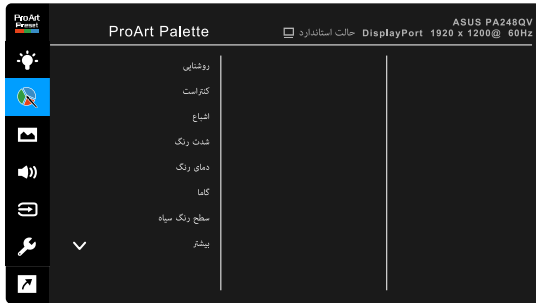 ProArt
Preset
ProArt Palette
حالت استاندارد
ASUS PA248QV
DisplayPort 1920 x 1200@ 60Hz
روشنایی
کنتراست
اشباع
شدت رنگ
دمای رنگ
گاما
سطح رنگ سیاه
بیشتر